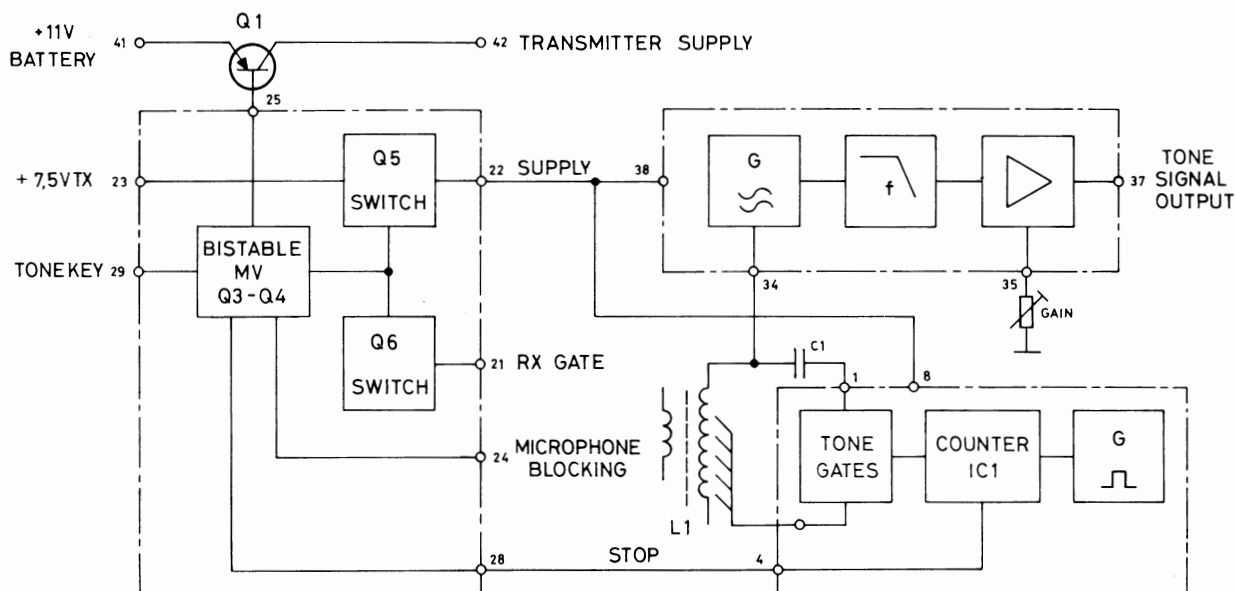 Q1
+11V
BATTERY
41
42 TRANSMITTER SUPPLY
25
+7,5V TX 23
Q5
SWITCH
22 SUPPLY
38
G
f
37
TONE
SIGNAL
OUTPUT
TONEKEY 29
BISTABLE
MV
Q3-Q4
34
35
GAIN
Q6
SWITCH
21 RX GATE
C1
1
8
24
MICROPHONE
BLOCKING
L1
TONE
GATES
COUNTER
IC1
G
28
STOP
4